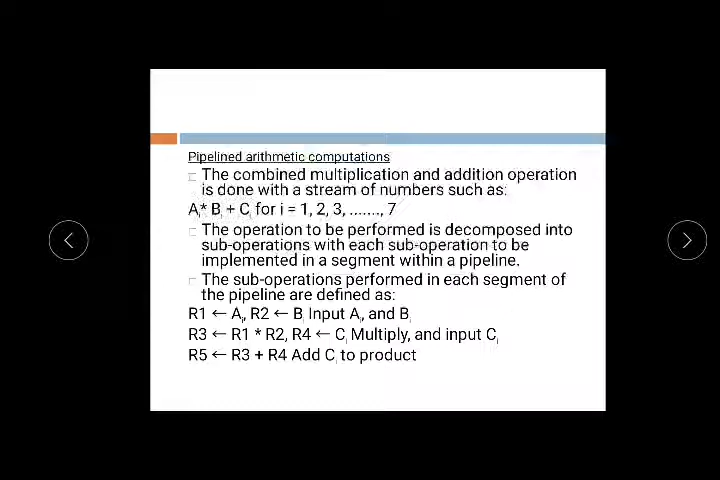 Pipelined arithmetic computations
The combined multiplication and addition operation
is done with a stream of numbers such as:
Aᵢ* Bᵢ + Cᵢ for i = 1, 2, 3, ......., 7
The operation to be performed is decomposed into
sub-operations with each sub-operation to be
implemented in a segment within a pipeline.
The sub-operations performed in each segment of
the pipeline are defined as:
R1 ← Aᵢ, R2 ← Bᵢ Input Aᵢ, and Bᵢ
R3 ← R1 * R2, R4 ← Cᵢ Multiply, and input Cᵢ
R5 ← R3 + R4 Add Cᵢ to product